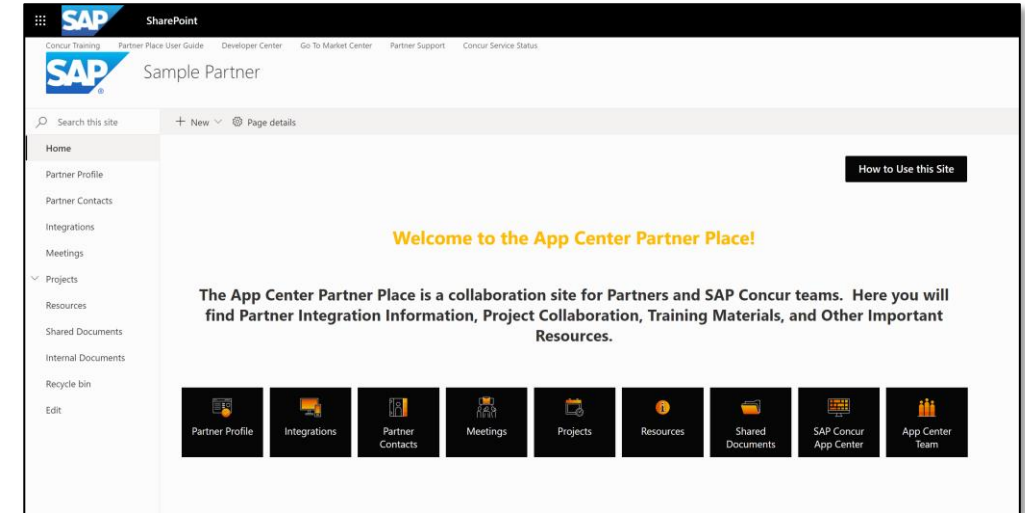 SAP SharePoint
Concur Training Partner Place User Guide Developer Center Go To Market Center Partner Support Concur Service Status
SAP ® Sample Partner
Search this site
+ New Page details
Home
Partner Profile
Partner Contacts
Integrations
Meetings
Projects
Resources
Shared Documents
Internal Documents
Recycle bin
Edit
How to Use this Site
Welcome to the App Center Partner Place!
The App Center Partner Place is a collaboration site for Partners and SAP Concur teams. Here you will
find Partner Integration Information, Project Collaboration, Training Materials, and Other Important
Resources.
Partner Profile
Integrations
Partner
Contacts
Meetings
Projects
Resources
Shared
Documents
SAP Concur
App Center
App Center
Team